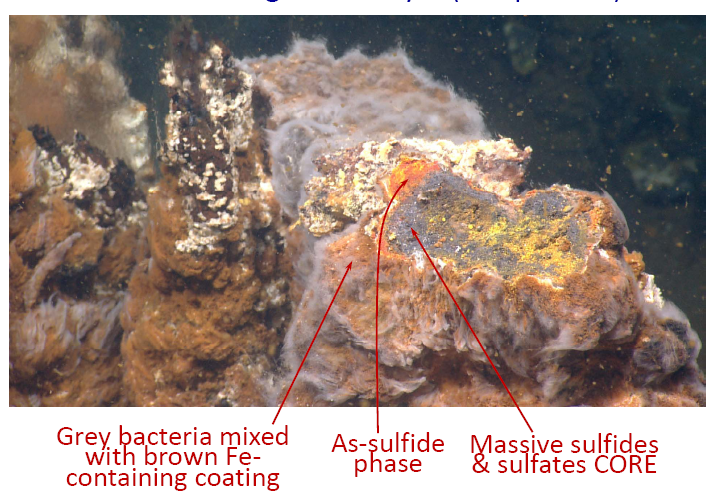 Grey bacteria mixed
with brown Fe-
containing coating
As-sulfide
phase
Massive sulfides
& sulfates CORE